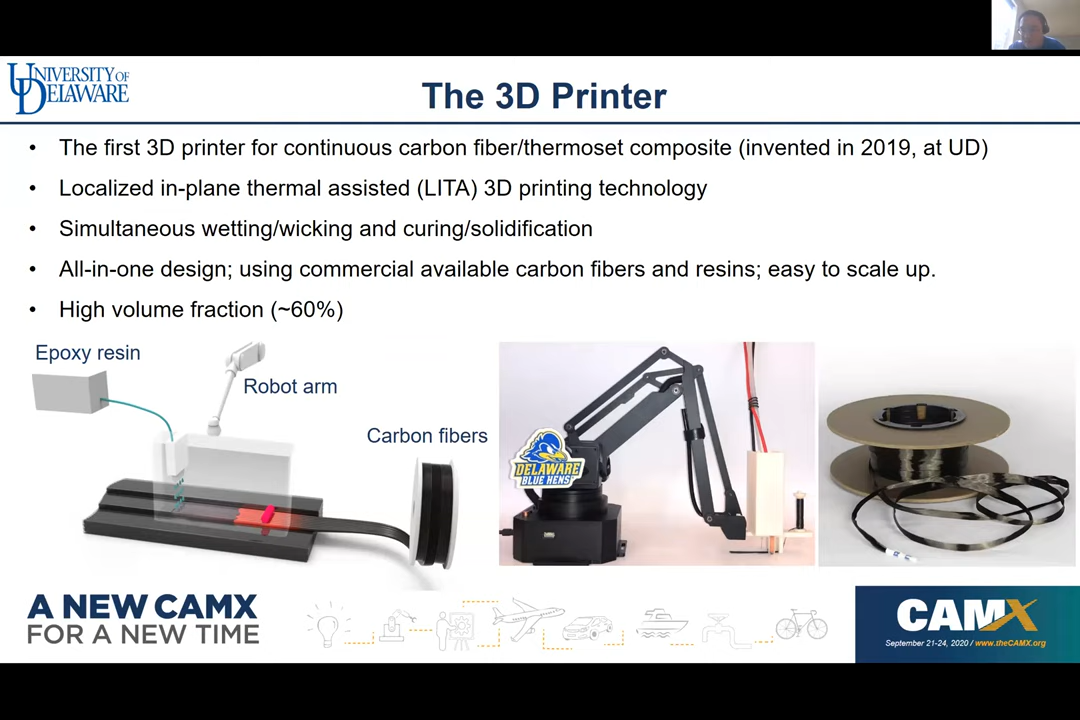 UNIVERSITY OF
DELAWARE
The 3D Printer
• The first 3D printer for continuous carbon fiber/thermoset composite (invented in 2019, at UD)
• Localized in-plane thermal assisted (LITA) 3D printing technology
• Simultaneous wetting/wicking and curing/solidification
• All-in-one design; using commercial available carbon fibers and resins; easy to scale up.
• High volume fraction (~60%)
Epoxy resin
Robot arm
Carbon fibers
DELAWARE
BLUE HENS
A NEW CAMX
FOR A NEW TIME
CAMX
September 21-24, 2020 / www.theCAMX.org